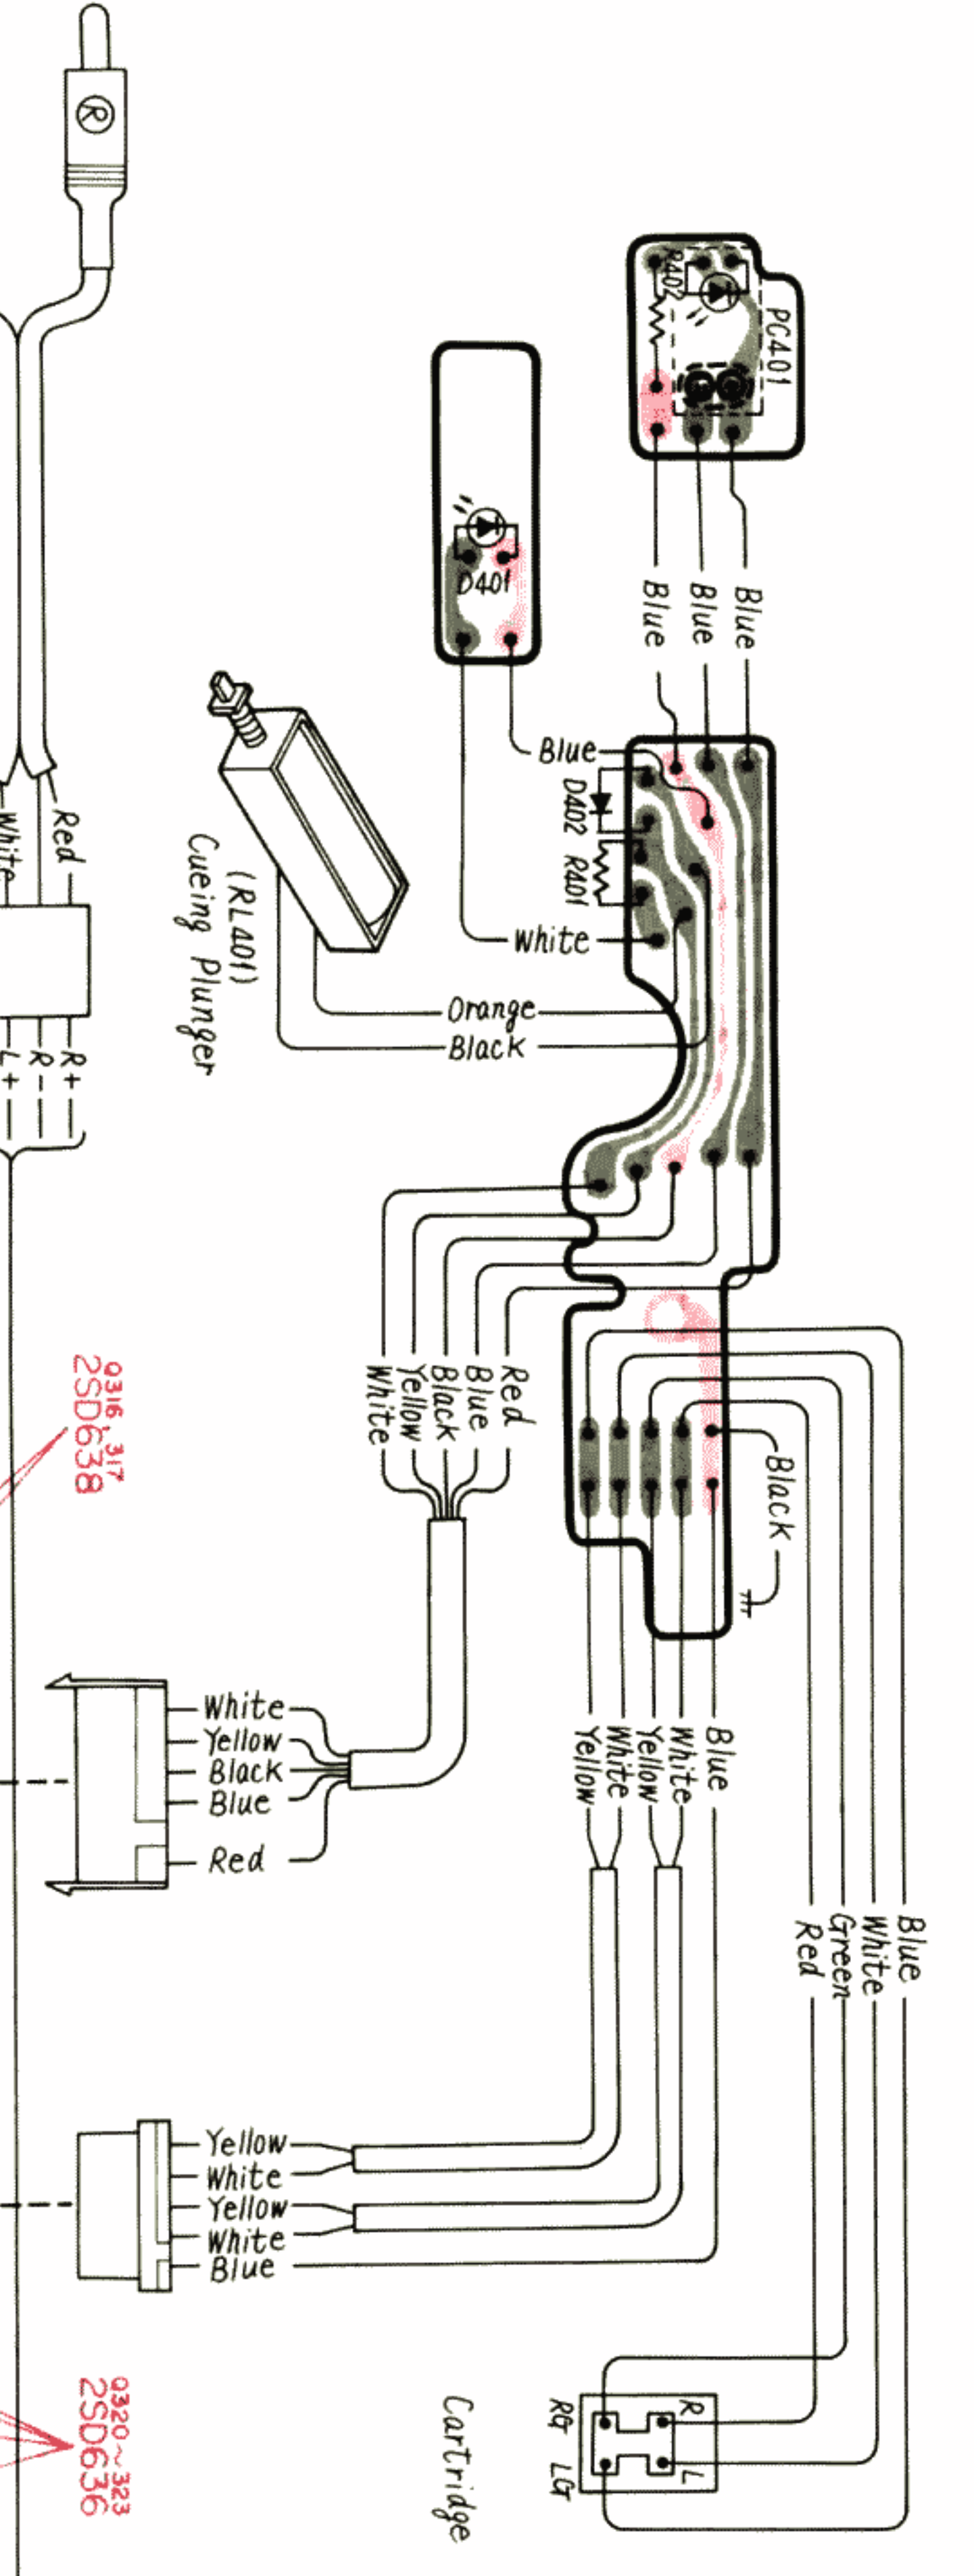 R
R402
PC401
D401
Blue
Blue
Blue
Blue
D402
R401
White
Orange
Black
(RL401)
Cueing Plunger
Red
White
R+
R-
L+
White
Yellow
Black
Blue
Red
Black
Q316, 317
2SD638
White
Yellow
Black
Blue
Red
Yellow
White
Yellow
White
Blue
Blue
White
Green
Red
Yellow
White
Yellow
White
Blue
Q320~323
2SD636
Cartridge
R
L
RG
LG